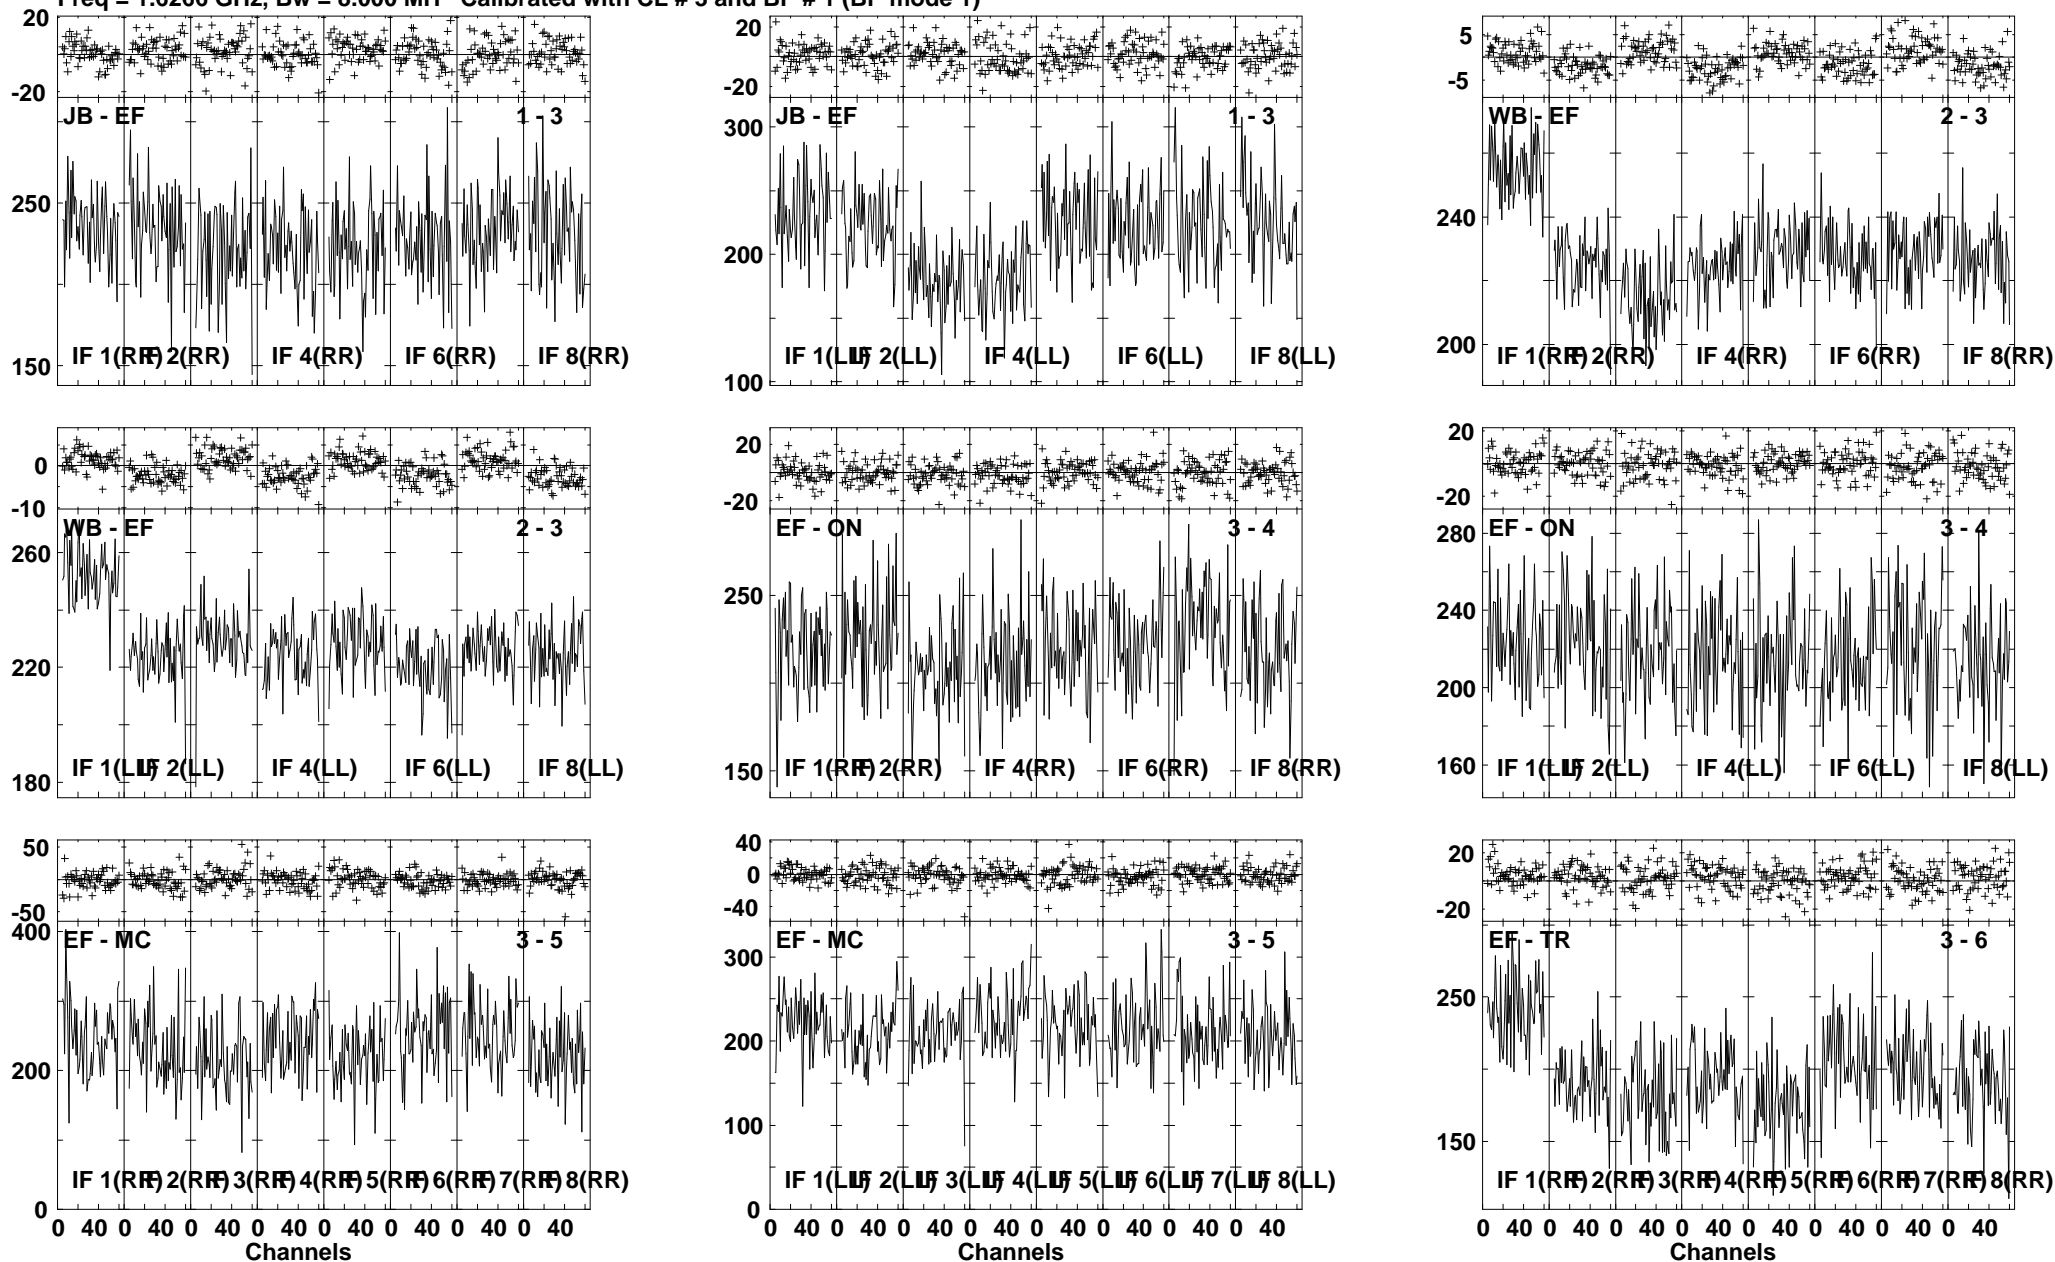 Freq = 1.6266 GHz, Bw = 8.000 MH Calibrated with CL # 3 and BP # 1 (BP mode 1)
20
-20
JB - EF 1 - 3
250
150
IF 1(RR) IF 2(RR) IF 4(RR) IF 6(RR) IF 8(RR)
20
-20
JB - EF 1 - 3
300
200
100
IF 1(LL) IF 2(LL) IF 4(LL) IF 6(LL) IF 8(LL)
5
-5
WB - EF 2 - 3
240
200
IF 1(RR) IF 2(RR) IF 4(RR) IF 6(RR) IF 8(RR)
0
-10
WB - EF 2 - 3
260
220
180
IF 1(LL) IF 2(LL) IF 4(LL) IF 6(LL) IF 8(LL)
20
-20
EF - ON 3 - 4
250
150
IF 1(RR) IF 2(RR) IF 4(RR) IF 6(RR) IF 8(RR)
20
-20
EF - ON 3 - 4
280
240
200
160
IF 1(LL) IF 2(LL) IF 4(LL) IF 6(LL) IF 8(LL)
50
-50
EF - MC 3 - 5
400
200
0
IF 1(RR) IF 2(RR) IF 3(RR) IF 4(RR) IF 5(RR) IF 6(RR) IF 7(RR) IF 8(RR)
0 40 0 40 0 40 0 40 0 40 0 40 0 40 0 40
Channels
40
0
-40
EF - MC 3 - 5
300
200
100
0
IF 1(LL) IF 2(LL) IF 3(LL) IF 4(LL) IF 5(LL) IF 6(LL) IF 7(LL) IF 8(LL)
0 40 0 40 0 40 0 40 0 40 0 40 0 40 0 40
Channels
20
-20
EF - TR 3 - 6
250
150
IF 1(RR) IF 2(RR) IF 3(RR) IF 4(RR) IF 5(RR) IF 6(RR) IF 7(RR) IF 8(RR)
0 40 0 40 0 40 0 40 0 40 0 40 0 40 0 40
Channels